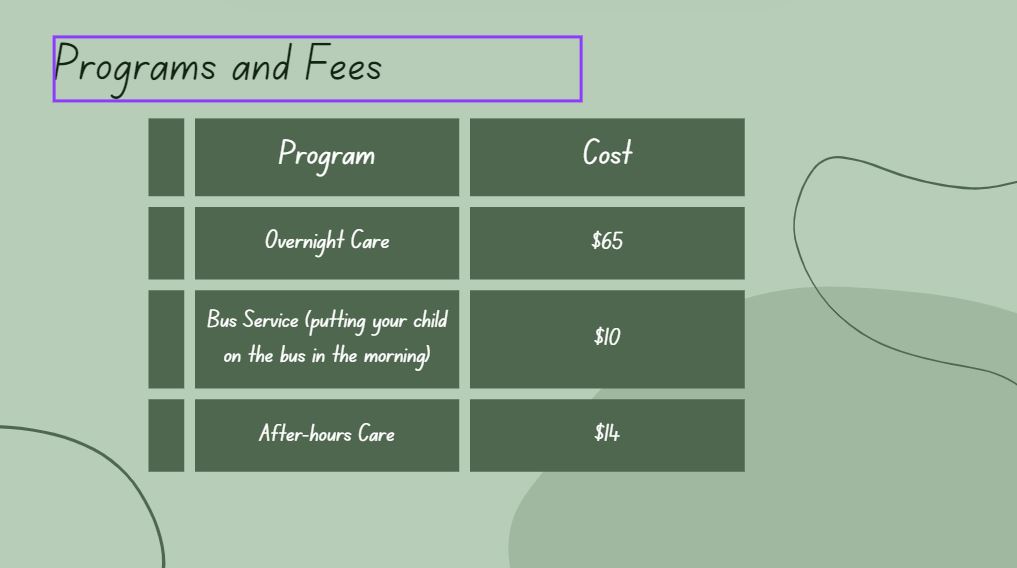 Programs and Fees
Program Cost
Overnight Care $65
Bus Service (putting your child
on the bus in the morning) $10
After-hours Care $14